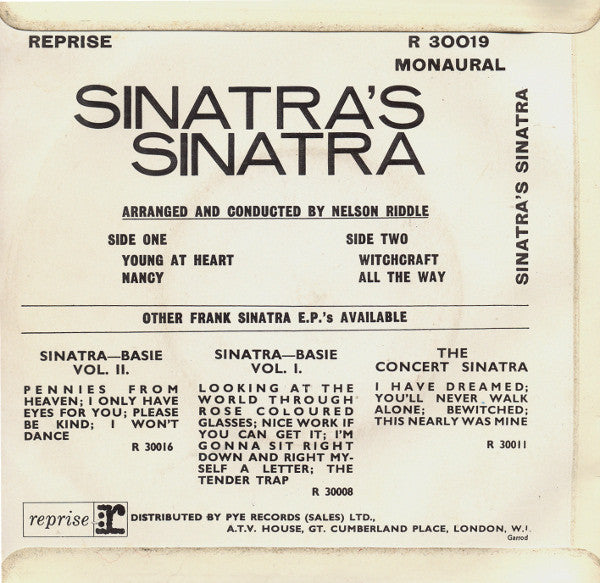 REPRISE
R 30019
MONAURAL
SINATRA'S
SINATRA
SINATRA'S SINATRA
ARRANGED AND CONDUCTED BY NELSON RIDDLE
SIDE ONE
YOUNG AT HEART
NANCY
SIDE TWO
WITCHCRAFT
ALL THE WAY
OTHER FRANK SINATRA E.P.'s AVAILABLE
SINATRA—BASIE
VOL. II.
PENNIES FROM
HEAVEN; I ONLY HAVE
EYES FOR YOU; PLEASE
BE KIND; I WON'T
DANCE
R 30016
SINATRA—BASIE
VOL. I.
LOOKING AT THE
WORLD THROUGH
ROSE COLOURED
GLASSES; NICE WORK IF
YOU CAN GET IT; I'M
GONNA SIT RIGHT
DOWN AND RIGHT MY-
SELF A LETTER; THE
TENDER TRAP
R 30008
THE
CONCERT SINATRA
I HAVE DREAMED;
YOU'LL NEVER WALK
ALONE; BEWITCHED;
THIS NEARLY WAS MINE
R 30011
reprise r
DISTRIBUTED BY PYE RECORDS (SALES) LTD.,
A.T.V. HOUSE, GT. CUMBERLAND PLACE, LONDON, W.I.
Garrod